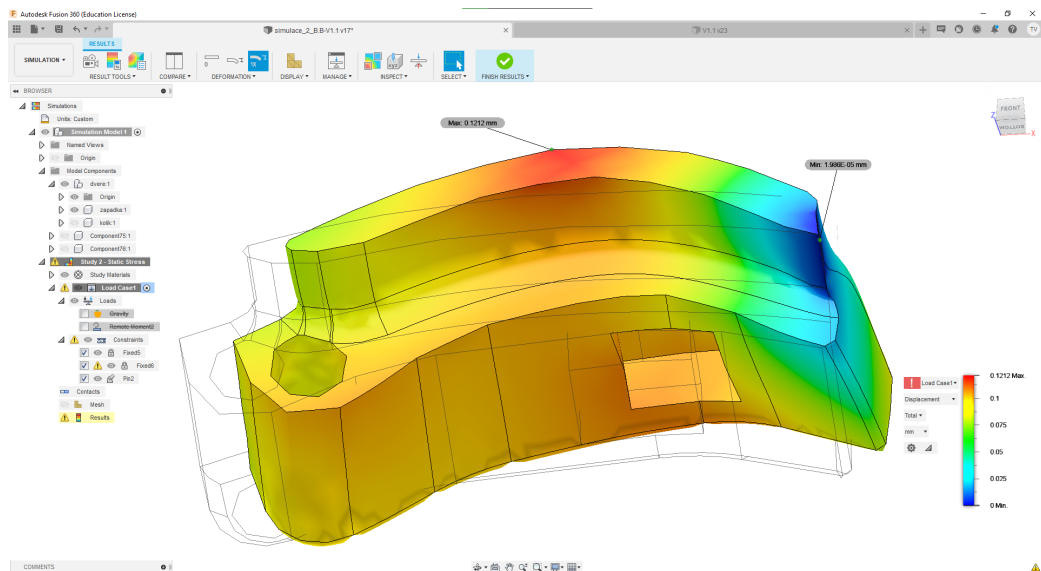 Autodesk Fusion 360 (Education License)
simulace_2_B.B-V1.1 v17*
V1.1 v23
TV
RESULTS
SIMULATION
RESULT TOOLS
COMPARE
DEFORMATION
DISPLAY
MANAGE
INSPECT
SELECT
FINISH RESULTS
BROWSER
Simulations
Units: Custom
Simulation Model 1
Named Views
Origin
Model Components
dvere:1
Origin
zapadka:1
kolik:1
Component75:1
Component76:1
Study 2 - Static Stress
Study Materials
Load Case1
Loads
Gravity
Remote Moment2
Constraints
Fixed5
Fixed6
Pin2
Contacts
Mesh
Results
Max: 0.1212 mm
Min: 1.986E-05 mm
FRONT
BOTTOM
Z
X
Load Case1
Displacement
Total
mm
0.1212 Max.
0.1
0.075
0.05
0.025
0 Min.
COMMENTS